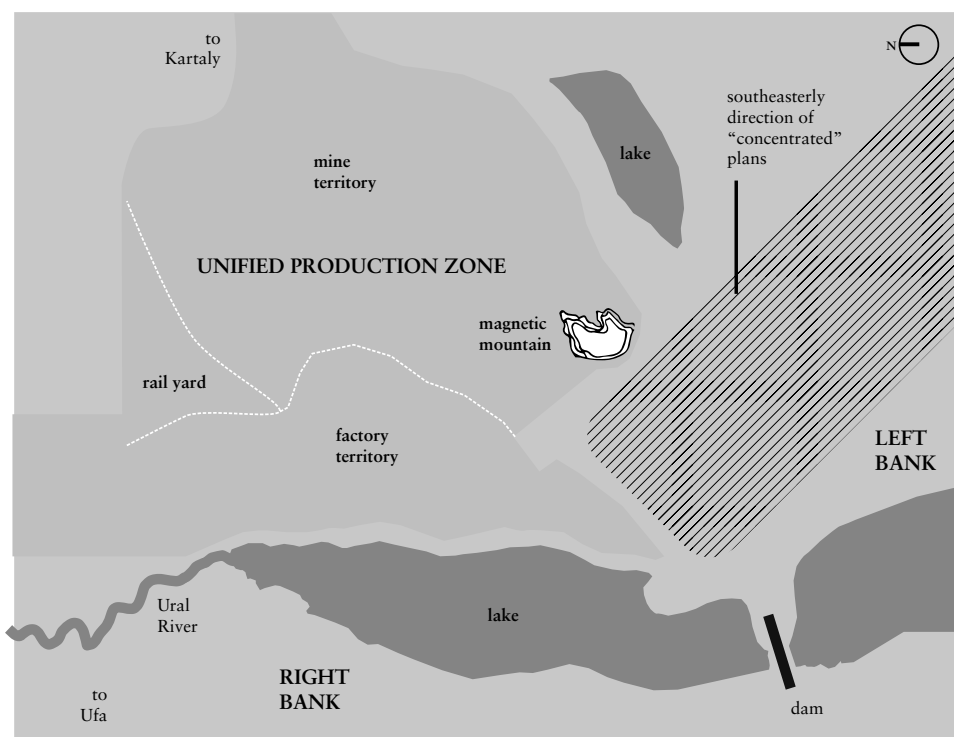 to
Kartaly
N
southeasterly
direction of
“concentrated”
plans
lake
mine
territory
UNIFIED PRODUCTION ZONE
magnetic
mountain
rail yard
factory
territory
LEFT
BANK
Ural
River
lake
RIGHT
BANK
to
Ufa
dam